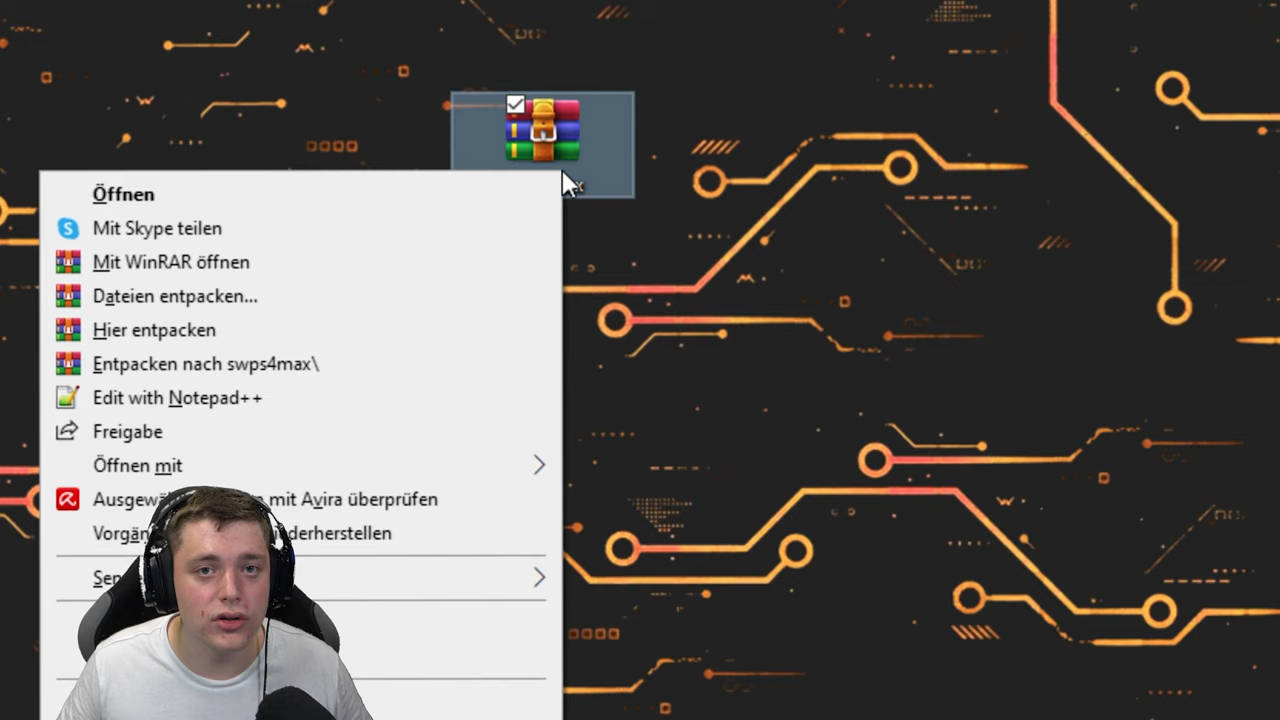 Öffnen
Mit Skype teilen
Mit WinRAR öffnen
Dateien entpacken...
Hier entpacken
Entpacken nach swps4max\
Edit with Notepad++
Freigabe
Öffnen mit
mit Avira überprüfen